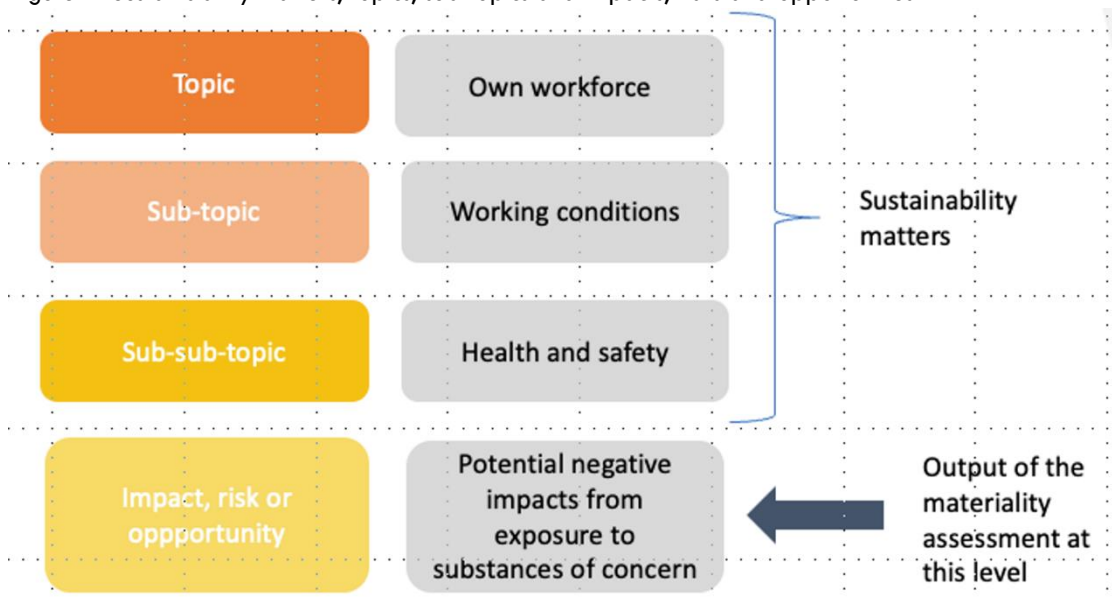 Topic
Own workforce
Sub-topic
Working conditions
Sustainability
matters
Sub-sub-topic
Health and safety
Impact, risk or
oppportunity
Potential negative
impacts from
exposure to
substances of concern
Output of the
materiality
assessment at
this level